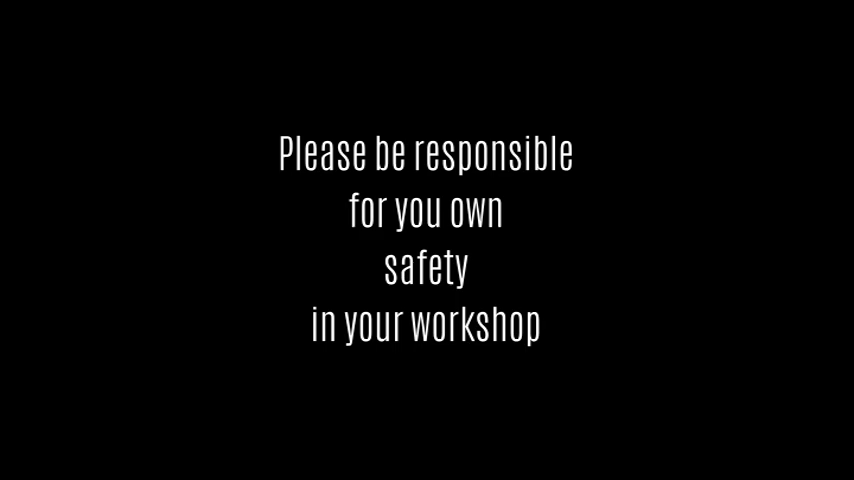 Please be responsible
for you own
safety
in your workshop